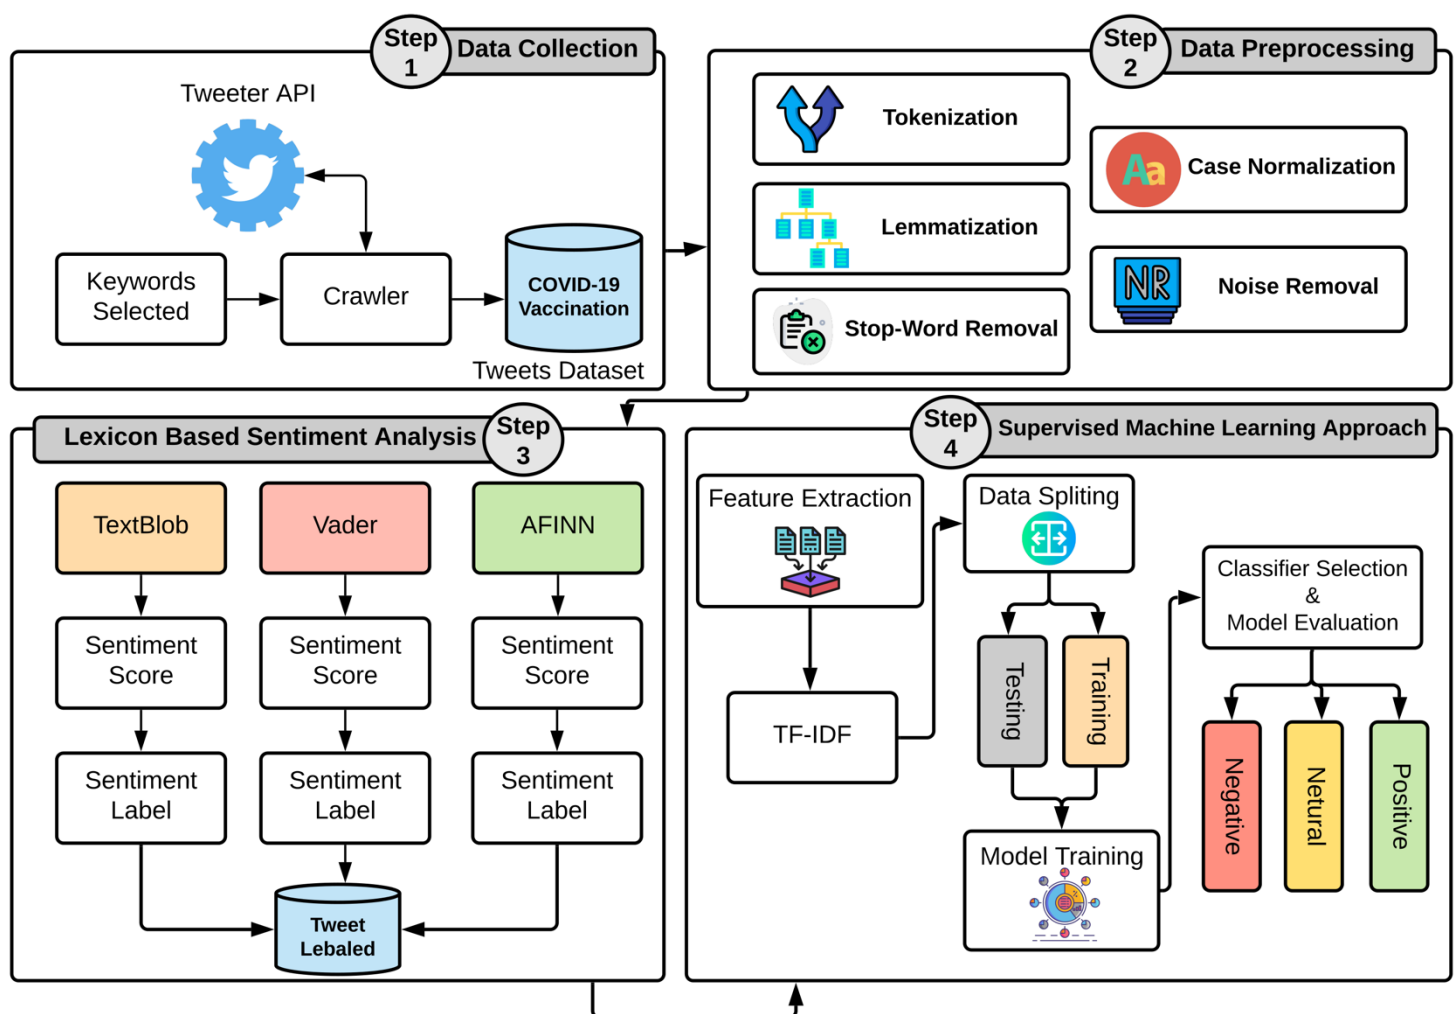 Step
1
Data Collection
Tweeter API
Keywords
Selected
Crawler
COVID-19
Vaccination
Tweets Dataset
Step
2
Data Preprocessing
Tokenization
Lemmatization
Stop-Word Removal
Aa
Case Normalization
NR
Noise Removal
Lexicon Based Sentiment Analysis
Step
3
TextBlob
Vader
AFINN
Sentiment
Score
Sentiment
Score
Sentiment
Score
Sentiment
Label
Sentiment
Label
Sentiment
Label
Tweet
Lebaled
Step
4
Supervised Machine Learning Approach
Feature Extraction
TF-IDF
Data Spliting
Testing
Training
Model Training
Classifier Selection
&
Model Evaluation
Negative
Netural
Positive